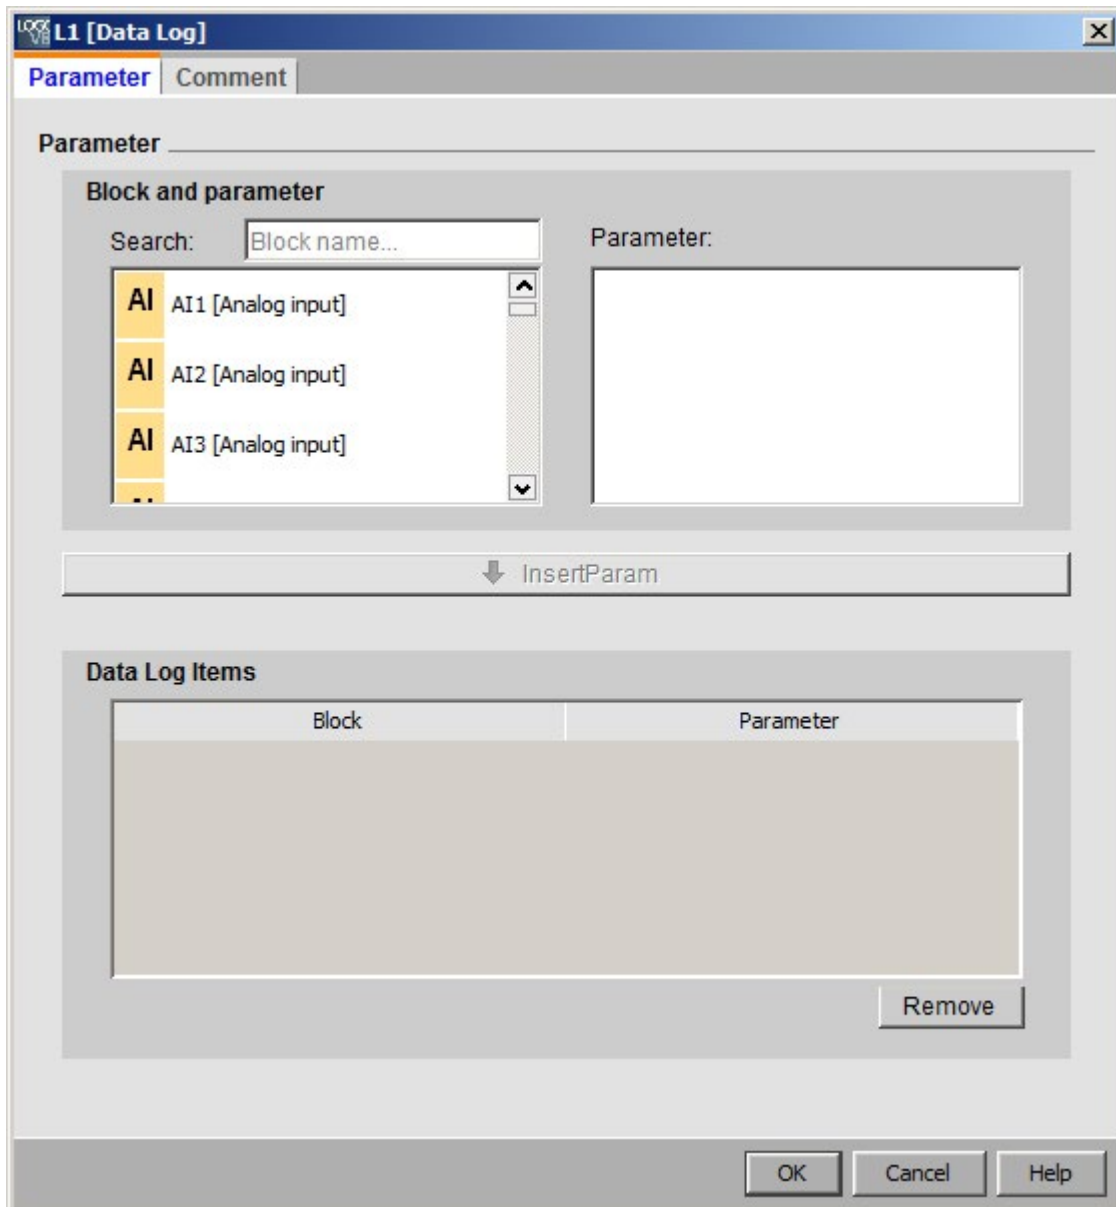 L1 [Data Log]
Parameter Comment
Parameter
Block and parameter
Search: Block name... Parameter:
AI AI1 [Analog input]
AI AI2 [Analog input]
AI AI3 [Analog input]
InsertParam
Data Log Items
Block Parameter
Remove
OK Cancel Help